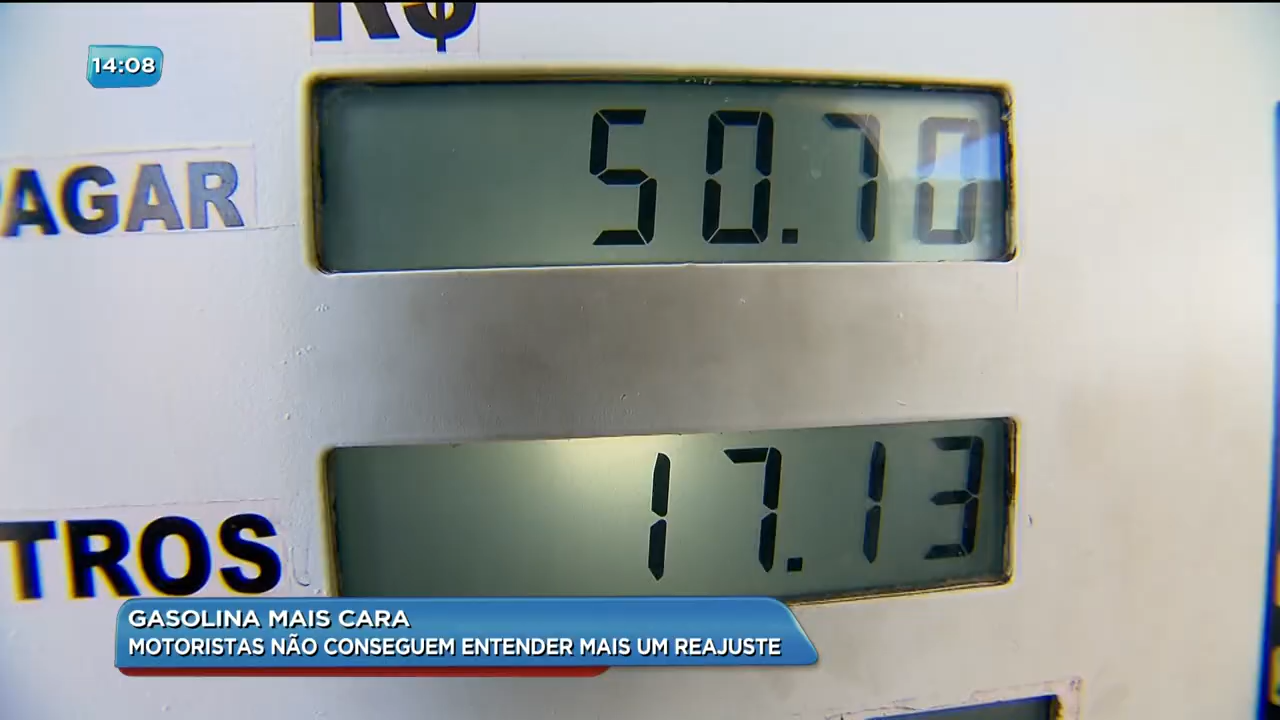 R$
14:08
50.70
PAGAR
17.13
TROS
GASOLINA MAIS CARA
MOTORISTAS NÃO CONSEGUEM ENTENDER MAIS UM REAJUSTE